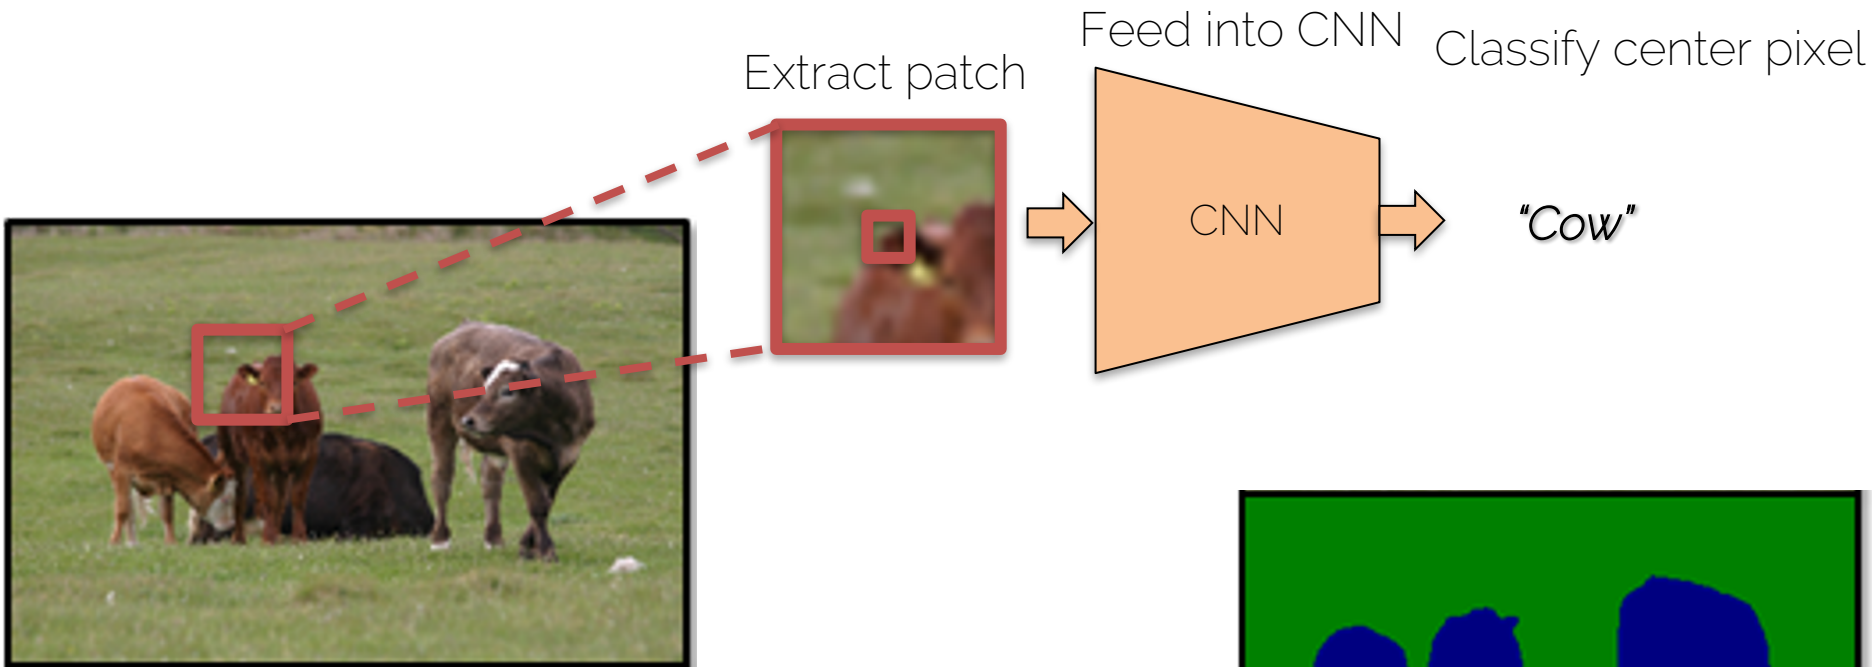 Extract patch
Feed into CNN
Classify center pixel
CNN
“Cow”